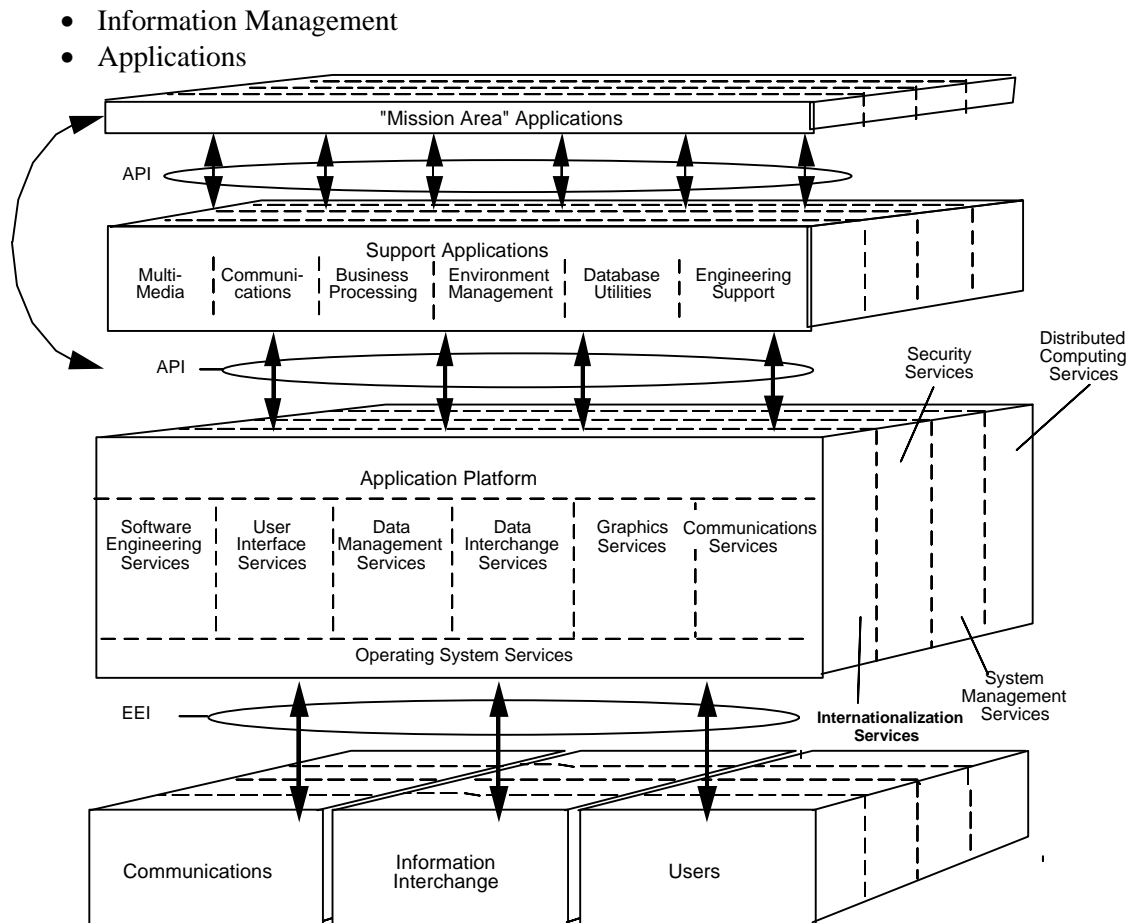 • Information Management
• Applications
"Mission Area" Applications
API
Support Applications
Multi-
Media
Communi-
cations
Business
Processing
Environment
Management
Database
Utilities
Engineering
Support
API
Security
Services
Distributed
Computing
Services
Application Platform
Software
Engineering
Services
User
Interface
Services
Data
Management
Services
Data
Interchange
Services
Graphics
Services
Communications
Services
Operating System Services
EEI
Internationalization
Services
System
Management
Services
Communications
Information
Interchange
Users